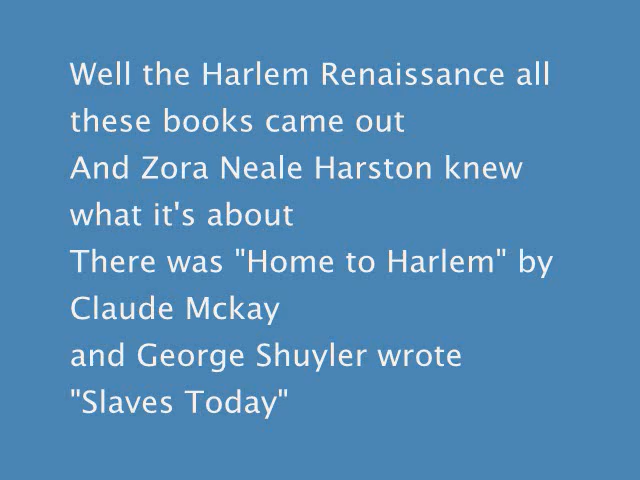 Well the Harlem Renaissance all
these books came out
And Zora Neale Harston knew
what it's about
There was "Home to Harlem" by
Claude Mckay
and George Shuyler wrote
"Slaves Today"